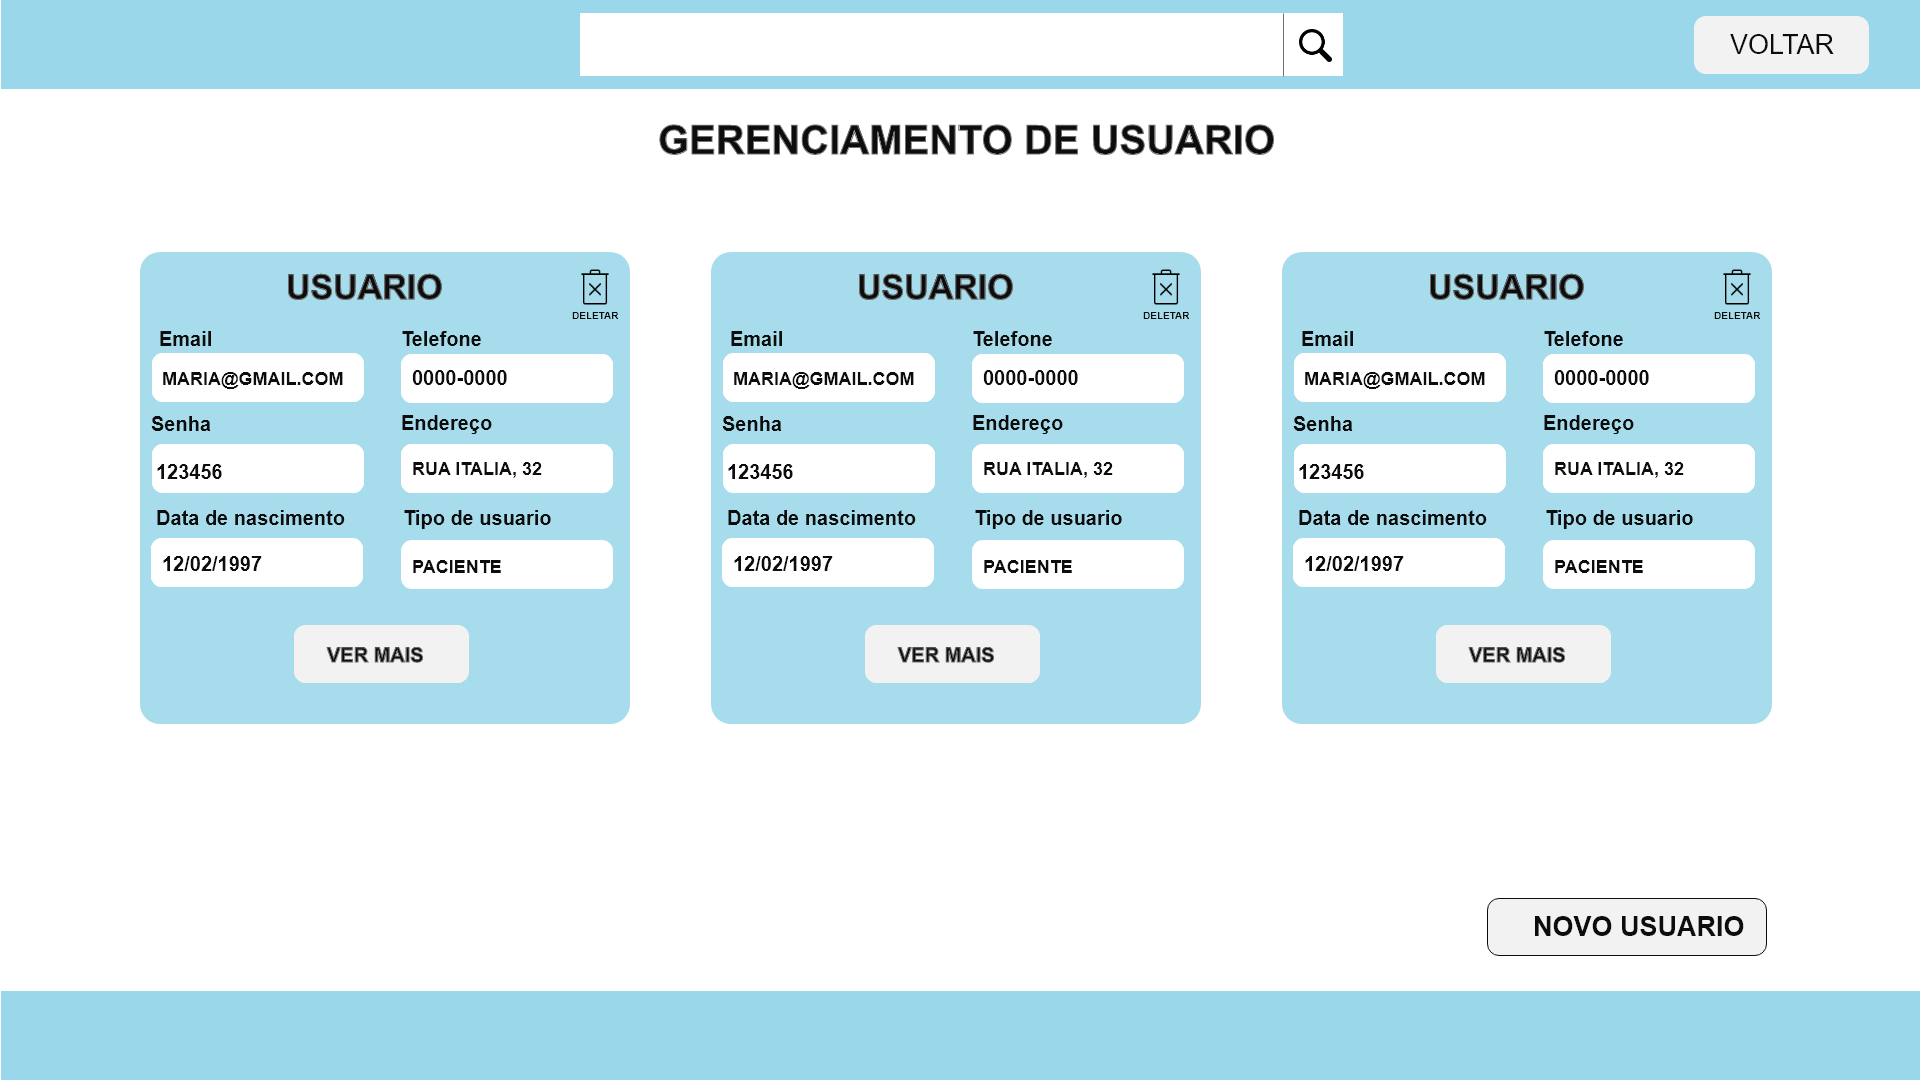 VOLTAR
GERENCIAMENTO DE USUARIO
USUARIO
DELETAR
Email
Telefone
MARIA@GMAIL.COM
0000-0000
Senha
Endereço
123456
RUA ITALIA, 32
Data de nascimento
Tipo de usuario
12/02/1997
PACIENTE
VER MAIS
USUARIO
DELETAR
Email
Telefone
MARIA@GMAIL.COM
0000-0000
Senha
Endereço
123456
RUA ITALIA, 32
Data de nascimento
Tipo de usuario
12/02/1997
PACIENTE
VER MAIS
USUARIO
DELETAR
Email
Telefone
MARIA@GMAIL.COM
0000-0000
Senha
Endereço
123456
RUA ITALIA, 32
Data de nascimento
Tipo de usuario
12/02/1997
PACIENTE
VER MAIS
NOVO USUARIO